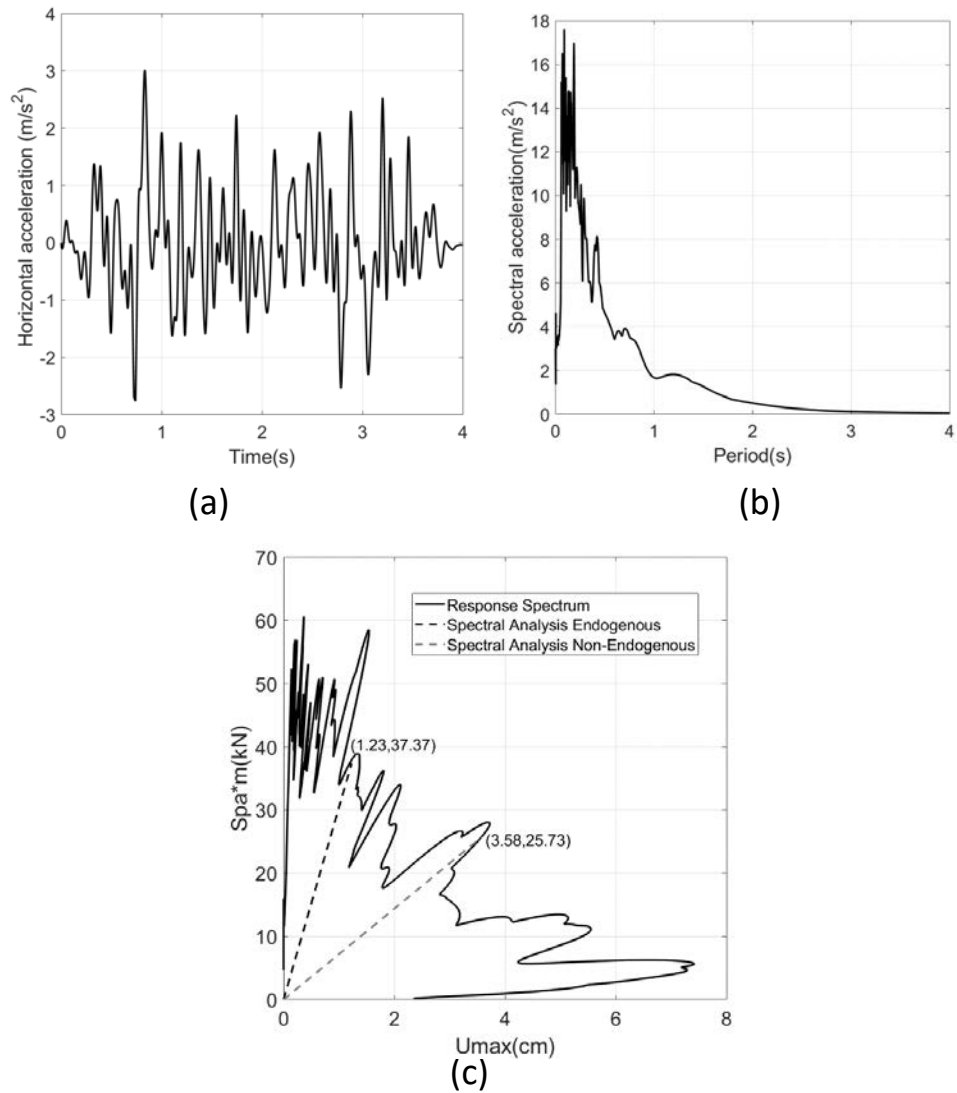 4
3
2
1
0
-1
-2
-3
Horizontal acceleration (m/s²)
0 1 2 3 4
Time(s)
(a)
18
16
14
12
10
8
6
4
2
0
Spectral acceleration(m/s²)
0 1 2 3 4
Period(s)
(b)
70
60
50
40
30
20
10
0
Spa*m(kN)
Response Spectrum
Spectral Analysis Endogenous
Spectral Analysis Non-Endogenous
(1.23,37.37)
(3.58,25.73)
0 2 4 6 8
Umax(cm)
(c)